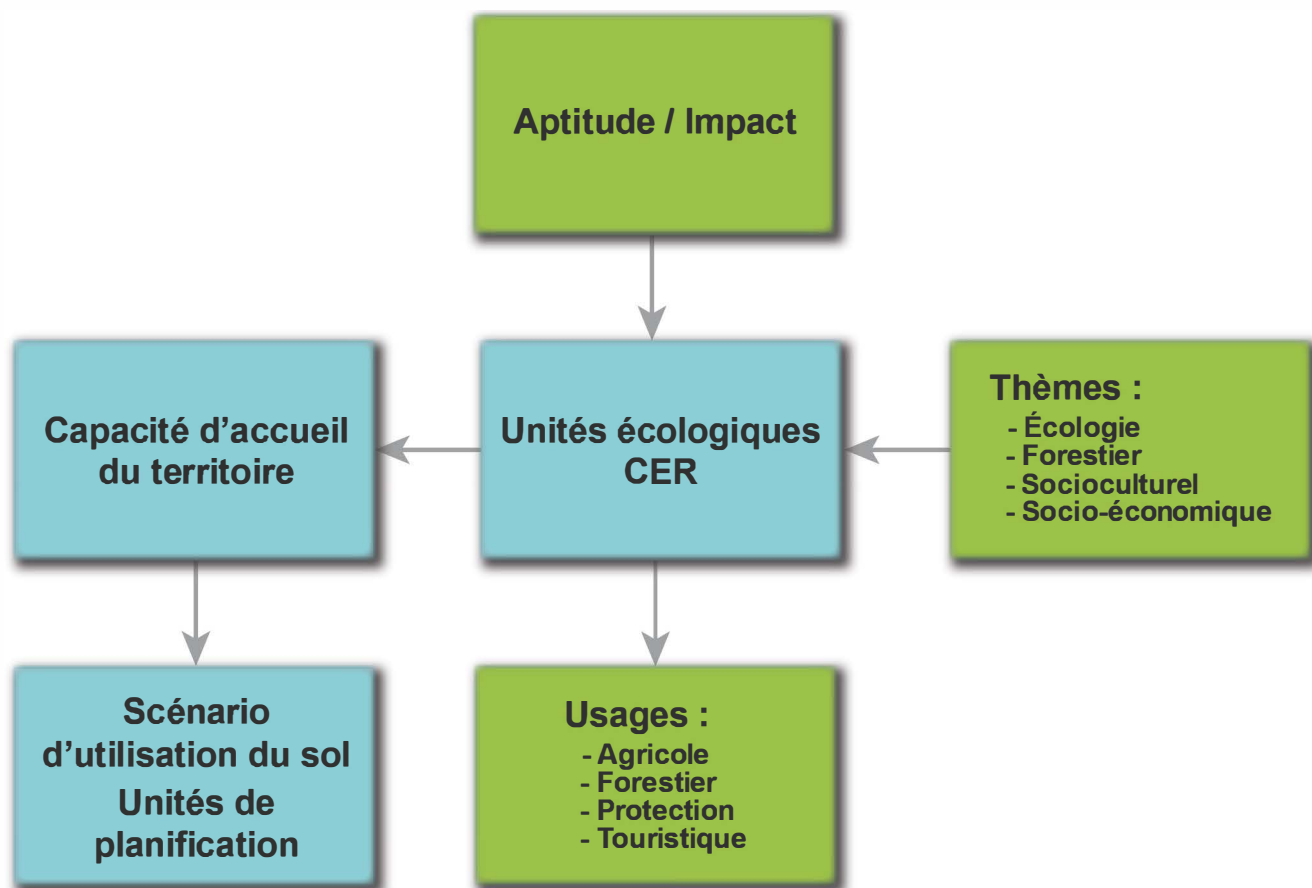 Aptitude / Impact
Capacité d’accueil
du territoire
Unités écologiques
CER
Thèmes :
- Écologie
- Forestier
- Socioculturel
- Socio-économique
Scénario
d’utilisation du sol
Unités de
planification
Usages :
- Agricole
- Forestier
- Protection
- Touristique